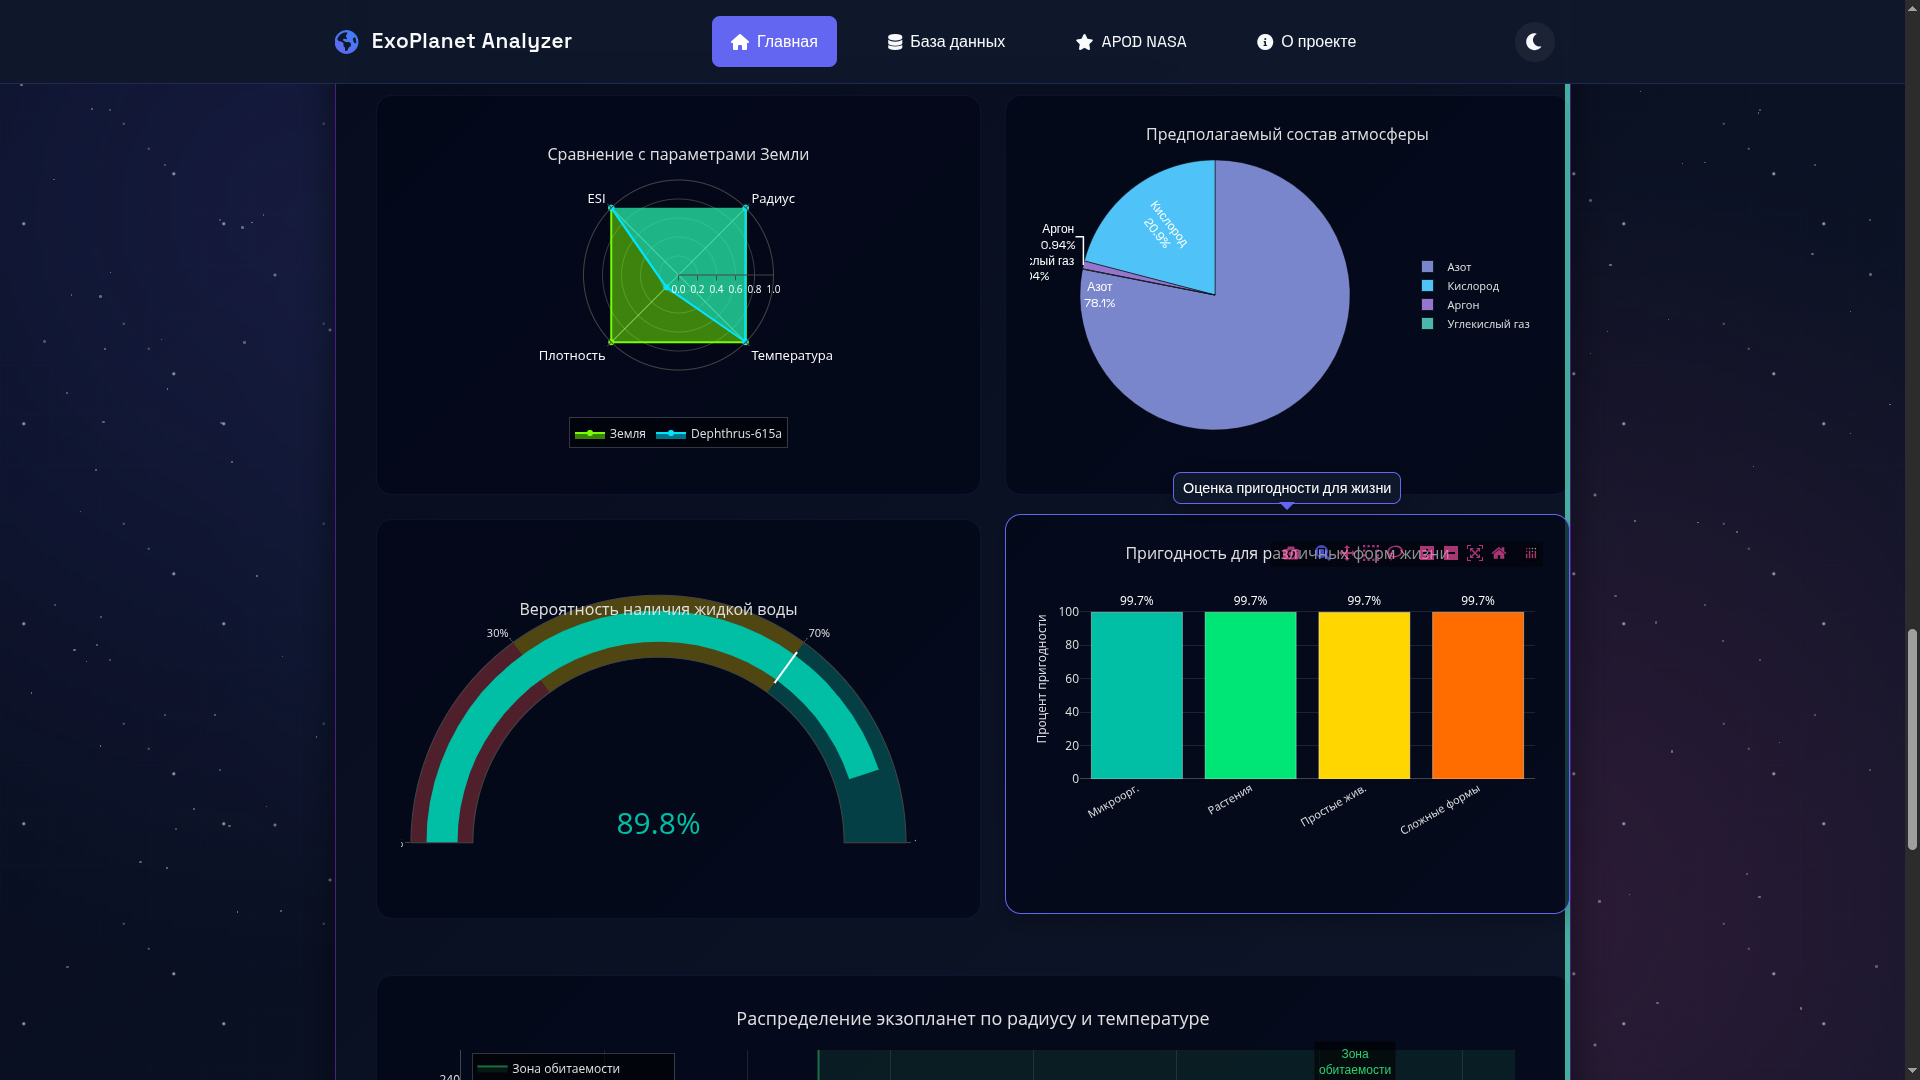 ExoPlanet Analyzer
Главная
База данных
APOD NASA
О проекте
Сравнение с параметрами Земли
ESI
Радиус
0.0 0.2 0.4 0.6 0.8 1.0
Плотность
Температура
Земля
Dephthrus-615a
Предполагаемый состав атмосферы
Кислород
20.9%
Аргон
0.94%
слый газ
04%
Азот
78.1%
Азот
Кислород
Аргон
Углекислый газ
Оценка пригодности для жизни
Вероятность наличия жидкой воды
30%
70%
89.8%
Пригодность для различных форм жизни
99.7% 99.7% 99.7% 99.7%
Процент пригодности
100
80
60
40
20
0
Микроорг.
Растения
Простые жив.
Сложные формы
Распределение экзопланет по радиусу и температуре
Зона обитаемости
Зона
обитаемости
240